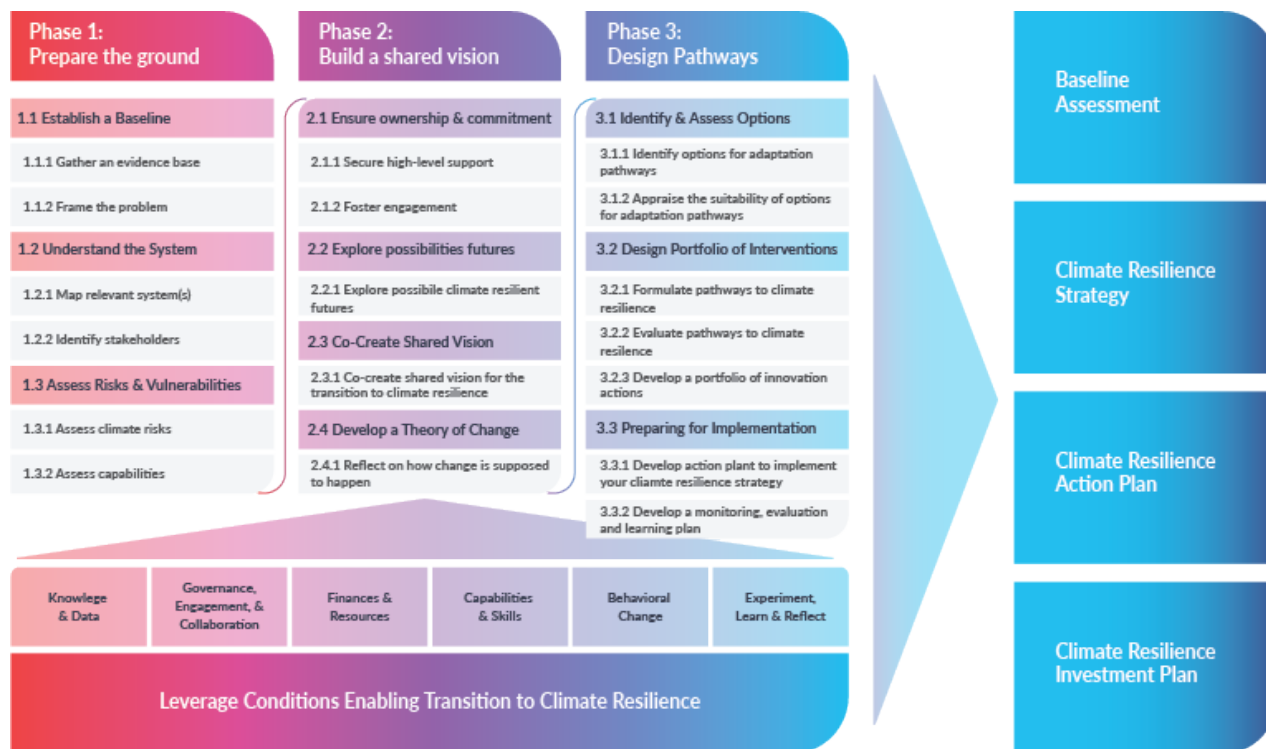 Phase 1:
Prepare the ground
1.1 Establish a Baseline
1.1.1 Gather an evidence base
1.1.2 Frame the problem
1.2 Understand the System
1.2.1 Map relevant system(s)
1.2.2 Identify stakeholders
1.3 Assess Risks & Vulnerabilities
1.3.1 Assess climate risks
1.3.2 Assess capabilities
Phase 2:
Build a shared vision
2.1 Ensure ownership & commitment
2.1.1 Secure high-level support
2.1.2 Foster engagement
2.2 Explore possibilities futures
2.2.1 Explore possibile climate resilient
futures
2.3 Co-Create Shared Vision
2.3.1 Co-create shared vision for the
transition to climate resilience
2.4 Develop a Theory of Change
2.4.1 Reflect on how change is supposed
to happen
Phase 3:
Design Pathways
3.1 Identify & Assess Options
3.1.1 Identify options for adaptation
pathways
3.1.2 Appraise the suitability of options
for adaptation pathways
3.2 Design Portfolio of Interventions
3.2.1 Formulate pathways to climate
resilience
3.2.2 Evaluate pathways to climate
resilence
3.2.3 Develop a portfolio of innovation
actions
3.3 Preparing for Implementation
3.3.1 Develop action plant to implement
your cliamte resilience strategy
3.3.2 Develop a monitoring, evaluation
and learning plan
Knowlege
& Data
Governance,
Engagement, &
Collaboration
Finances &
Resources
Capabilities
& Skills
Behavioral
Change
Experiment,
Learn & Reflect
Leverage Conditions Enabling Transition to Climate Resilience
Baseline
Assessment
Climate Resilience
Strategy
Climate Resilience
Action Plan
Climate Resilience
Investment Plan